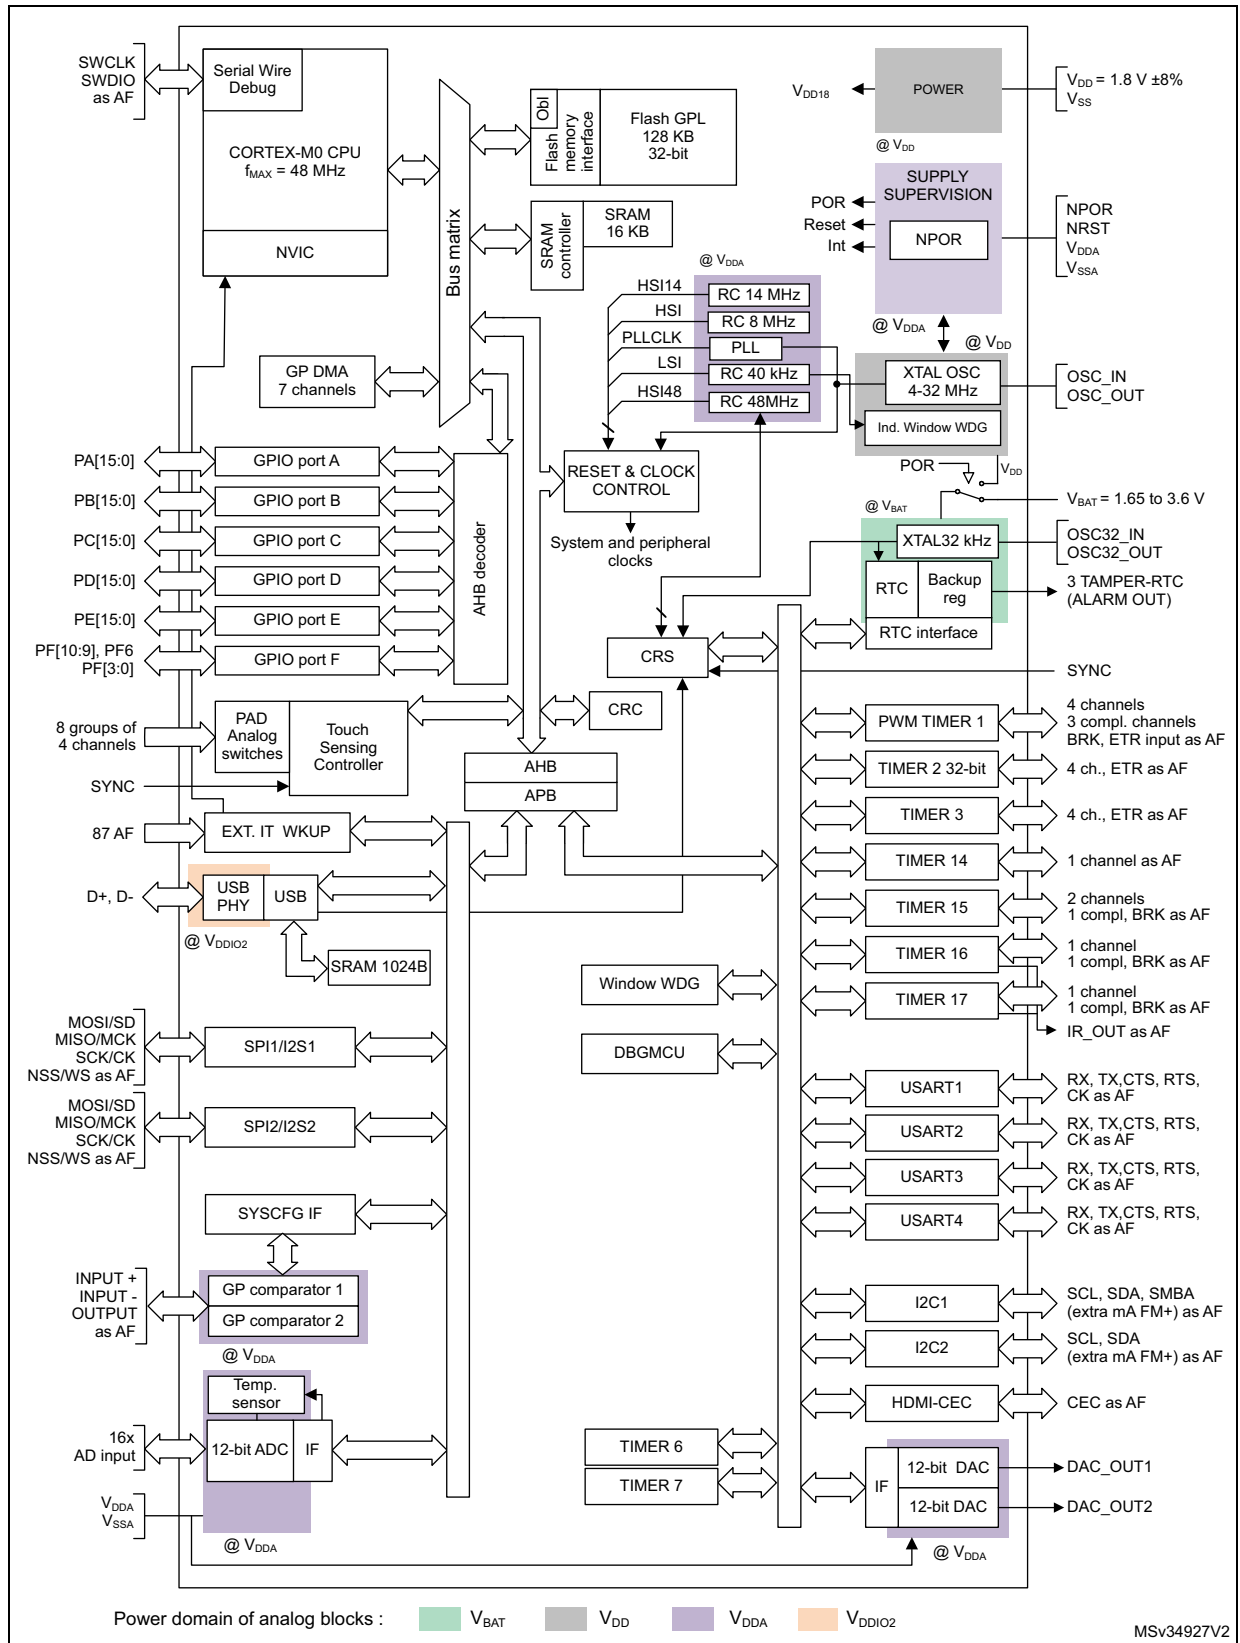 SWCLK
SWDIO
as AF
Serial Wire
Debug
CORTEX-M0 CPU
fMAX = 48 MHz
NVIC
Bus matrix
Obl
Flash
memory
interface
Flash GPL
128 KB
32-bit
SRAM
controller
SRAM
16 KB
VDD18
POWER
VDD = 1.8 V ±8%
VSS
@ VDD
SUPPLY
SUPERVISION
NPOR
POR
Reset
Int
NPOR
NRST
VDDA
VSSA
@ VDDA
@ VDDA
@ VDD
HSI14
HSI
PLLCLK
LSI
HSI48
RC 14 MHz
RC 8 MHz
PLL
RC 40 kHz
RC 48MHz
XTAL OSC
4-32 MHz
Ind. Window WDG
OSC_IN
OSC_OUT
GP DMA
7 channels
PA[15:0]
GPIO port A
PB[15:0]
GPIO port B
PC[15:0]
GPIO port C
PD[15:0]
GPIO port D
PE[15:0]
GPIO port E
PF[10:9], PF6
PF[3:0]
GPIO port F
AHB decoder
RESET & CLOCK
CONTROL
System and peripheral
clocks
POR
VDD
VBAT = 1.65 to 3.6 V
@ VBAT
XTAL32 kHz
OSC32_IN
OSC32_OUT
RTC
Backup
reg
RTC interface
3 TAMPER-RTC
(ALARM OUT)
CRS
SYNC
8 groups of
4 channels
PAD
Analog
switches
Touch
Sensing
Controller
SYNC
CRC
AHB
APB
87 AF
EXT. IT WKUP
D+, D-
USB
PHY
USB
@ VDDIO2
SRAM 1024B
PWM TIMER 1
4 channels
3 compl. channels
BRK, ETR input as AF
TIMER 2 32-bit
4 ch., ETR as AF
TIMER 3
4 ch., ETR as AF
TIMER 14
1 channel as AF
TIMER 15
2 channels
1 compl, BRK as AF
TIMER 16
1 channel
1 compl, BRK as AF
TIMER 17
1 channel
1 compl, BRK as AF
IR_OUT as AF
Window WDG
DBGMCU
MOSI/SD
MISO/MCK
SCK/CK
NSS/WS as AF
SPI1/I2S1
MOSI/SD
MISO/MCK
SCK/CK
NSS/WS as AF
SPI2/I2S2
USART1
RX, TX,CTS, RTS,
CK as AF
USART2
RX, TX,CTS, RTS,
CK as AF
USART3
RX, TX,CTS, RTS,
CK as AF
USART4
RX, TX,CTS, RTS,
CK as AF
SYSCFG IF
INPUT +
INPUT -
OUTPUT
as AF
GP comparator 1
GP comparator 2
@ VDDA
I2C1
SCL, SDA, SMBA
(extra mA FM+) as AF
I2C2
SCL, SDA
(extra mA FM+) as AF
HDMI-CEC
CEC as AF
Temp.
sensor
16x
AD input
12-bit ADC
IF
VDDA
VSSA
@ VDDA
TIMER 6
TIMER 7
IF
12-bit DAC
12-bit DAC
DAC_OUT1
DAC_OUT2
@ VDDA
Power domain of analog blocks :
VBAT
VDD
VDDA
VDDIO2
MSv34927V2